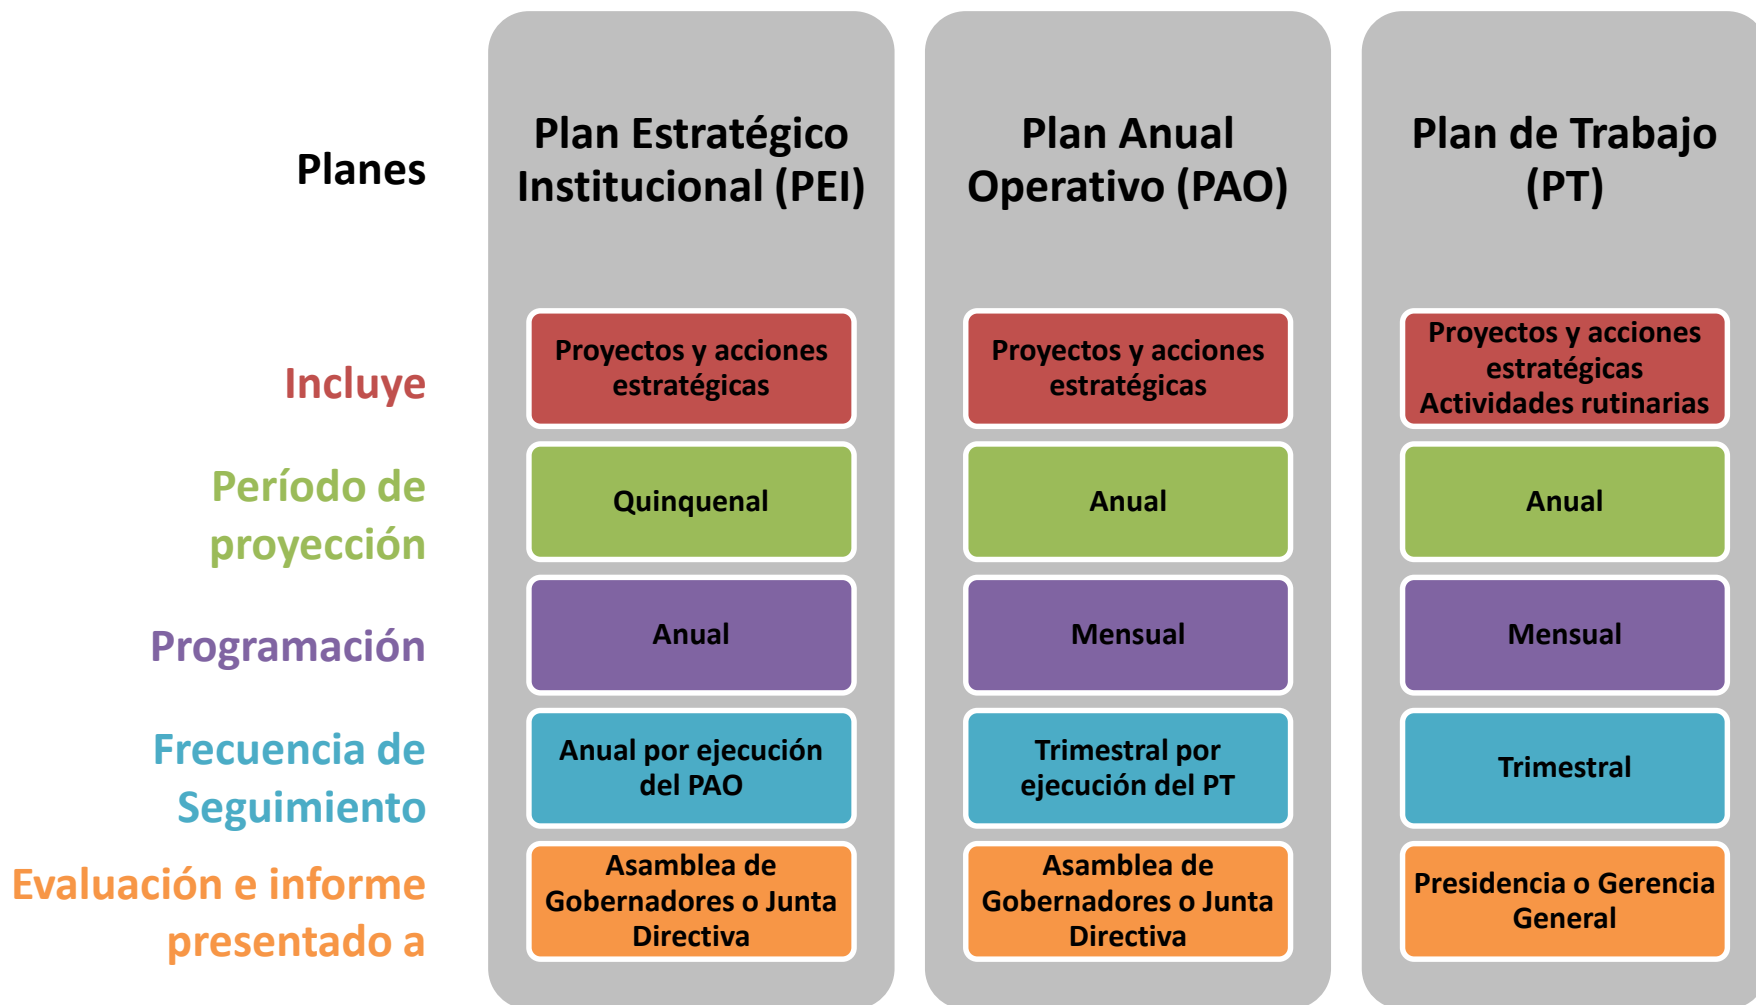 Planes
Plan Estratégico
Institucional (PEI)
Plan Anual
Operativo (PAO)
Plan de Trabajo
(PT)
Incluye
Proyectos y acciones
estratégicas
Proyectos y acciones
estratégicas
Proyectos y acciones
estratégicas
Actividades rutinarias
Período de
proyección
Quinquenal
Anual
Anual
Programación
Anual
Mensual
Mensual
Frecuencia de
Seguimiento
Anual por ejecución
del PAO
Trimestral por
ejecución del PT
Trimestral
Evaluación e informe
presentado a
Asamblea de
Gobernadores o Junta
Directiva
Asamblea de
Gobernadores o Junta
Directiva
Presidencia o Gerencia
General